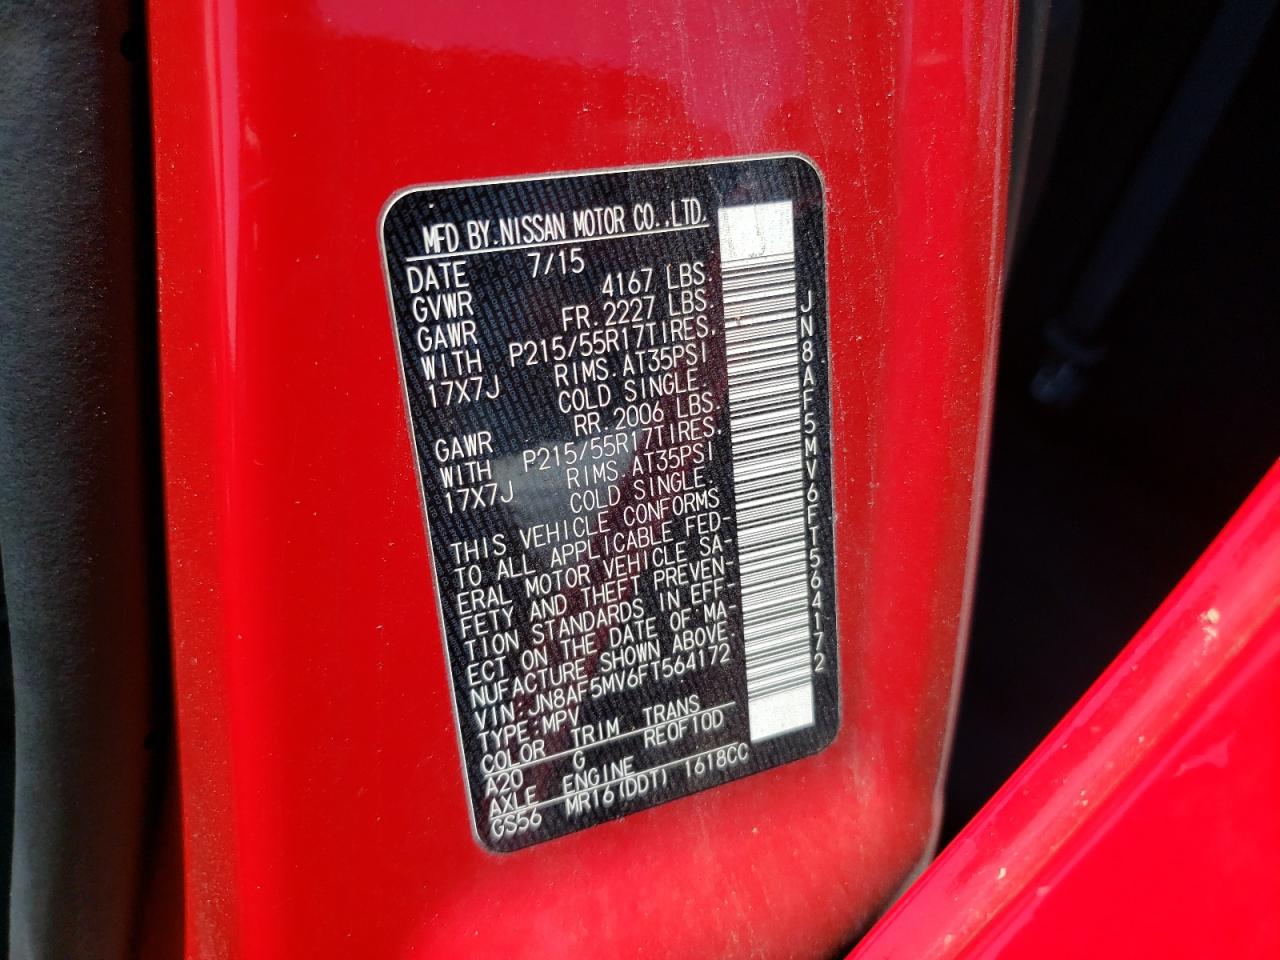 MFD BY.NISSAN MOTOR CO.,LTD.
DATE 7/15
GVWR 4167 LBS.
GAWR FR.2227 LBS.
WITH P215/55R17TIRES.
17X7J RIMS.AT35PSI
COLD SINGLE.
GAWR RR.2006 LBS.
WITH P215/55R17TIRES.
17X7J RIMS.AT35PSI
COLD SINGLE.
THIS VEHICLE CONFORMS
TO ALL APPLICABLE FED-
ERAL MOTOR VEHICLE SA-
FETY AND THEFT PREVEN-
TION STANDARDS IN EFF-
ECT ON THE DATE OF MA-
NUFACTURE SHOWN ABOVE.
VIN:JN8AF5MV6FT564172
TYPE:MPV
COLOR TRIM TRANS
A20 G REOF10D
AXLE ENGINE
GS56 MR16(DDT) 1618CC
JN8AF5MV6FT564172